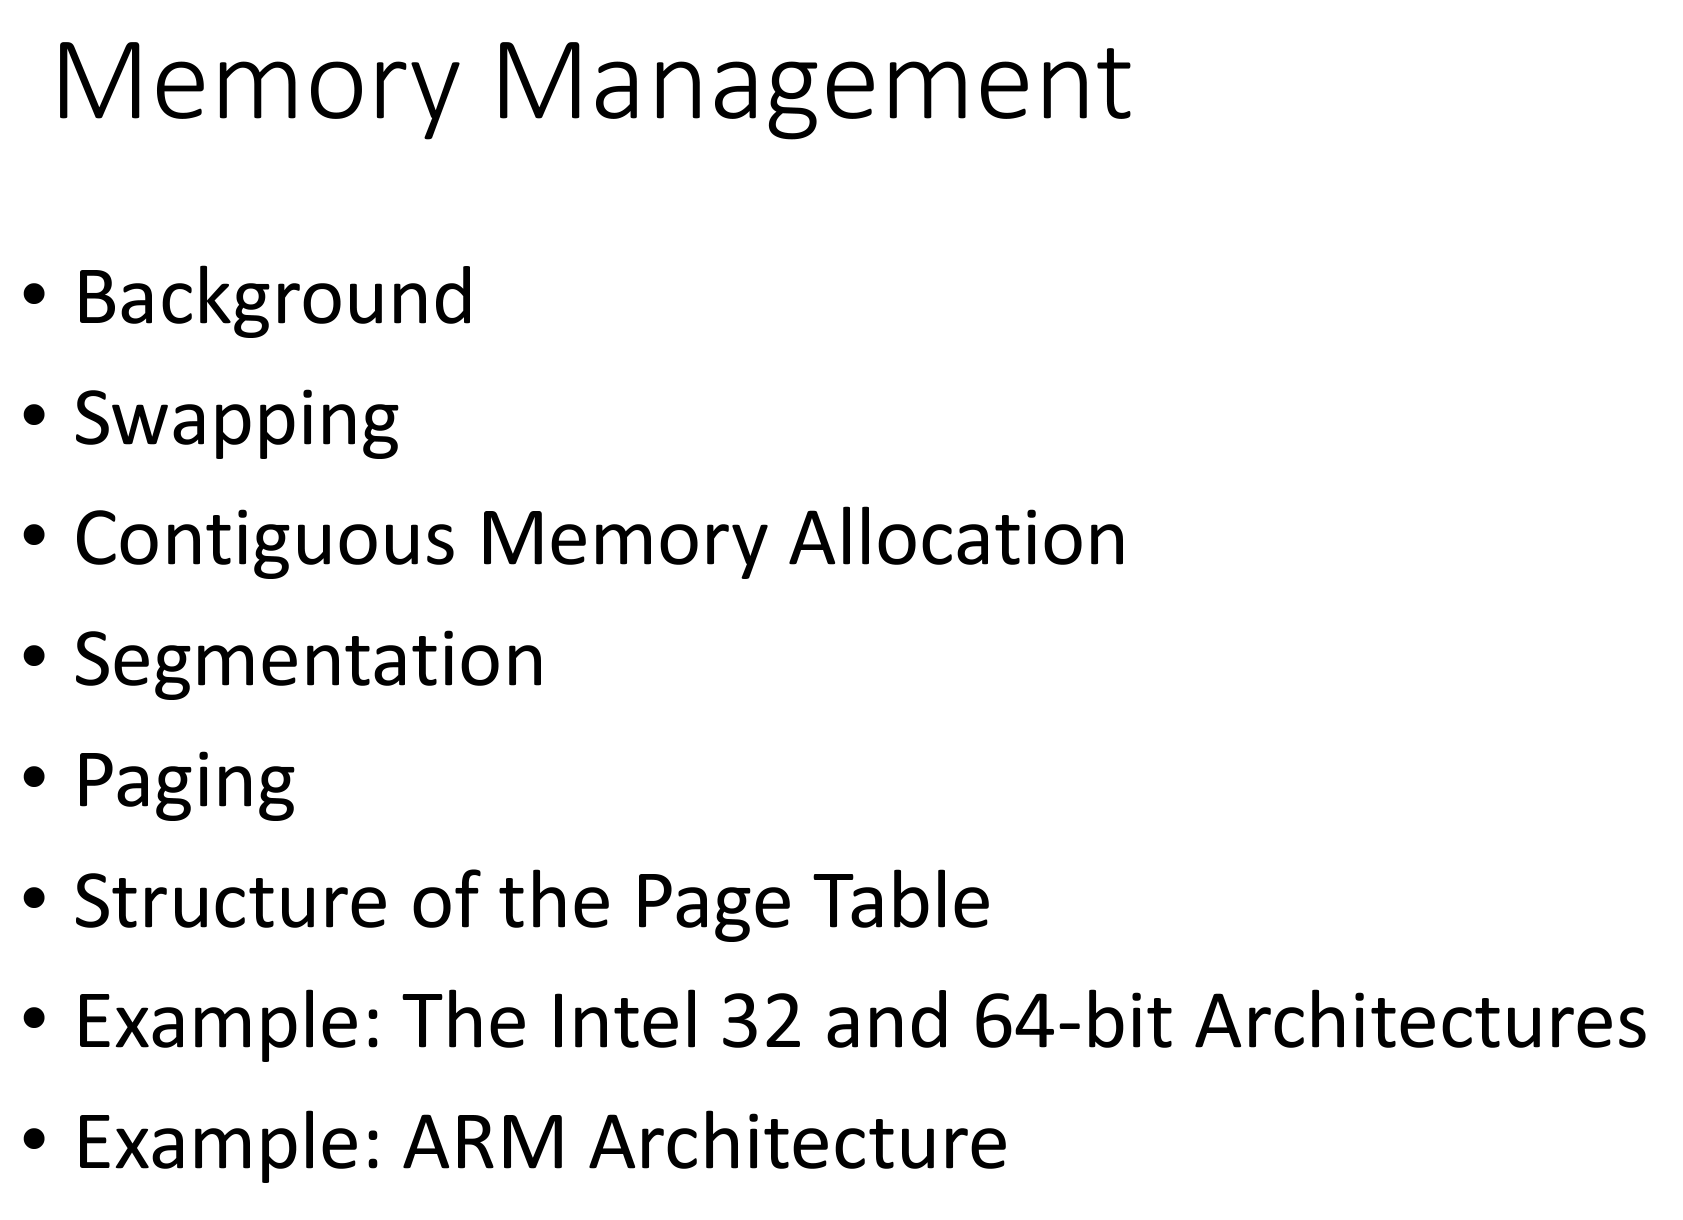 Memory Management
• Background
• Swapping
• Contiguous Memory Allocation
• Segmentation
• Paging
• Structure of the Page Table
• Example: The Intel 32 and 64-bit Architectures
• Example: ARM Architecture